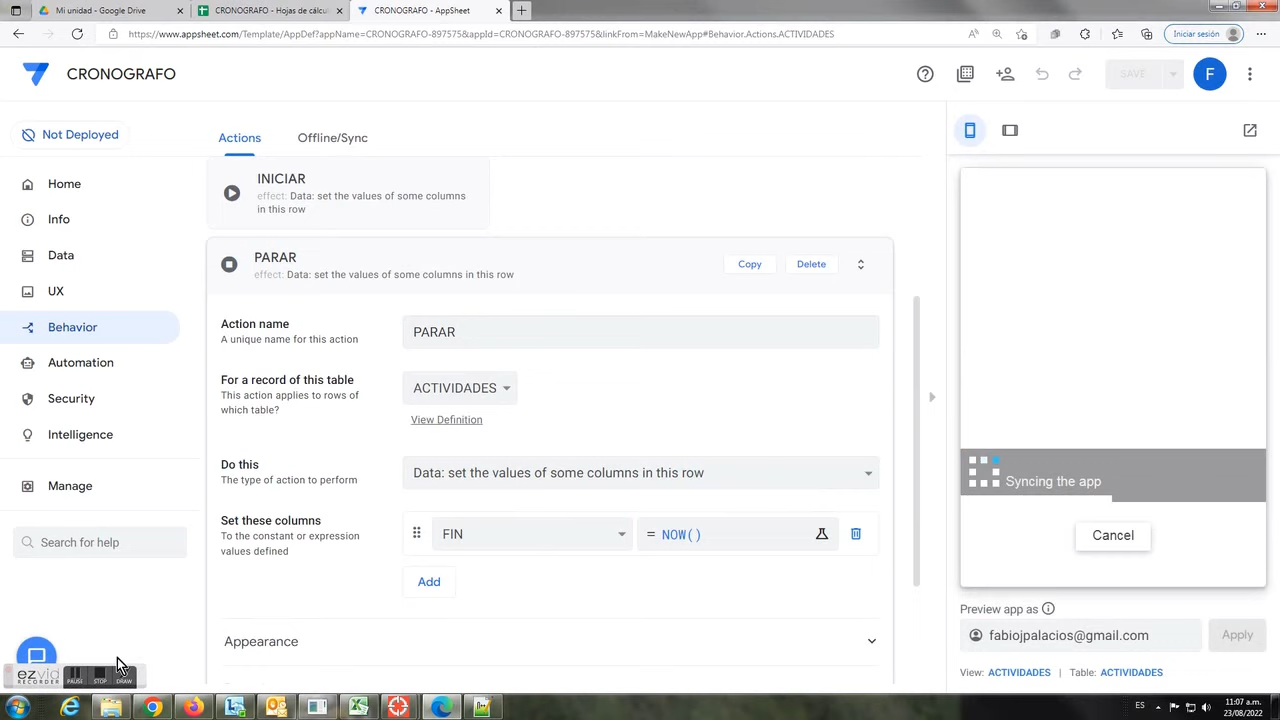 Mi unidad - Google Drive
CRONOGRAFO - Hojas de cálcu
CRONOGRAFO - AppSheet
https://www.appsheet.com/Template/AppDef?appName=CRONOGRAFO-897575&appId=CRONOGRAFO-897575&linkFrom=MakeNewApp#Behavior.Actions.ACTIVIDADES
Iniciar sesión
CRONOGRAFO
SAVE
F
Not Deployed
Actions
Offline/Sync
Home
Info
Data
UX
Behavior
Automation
Security
Intelligence
Manage
Search for help
INICIAR
effect: Data: set the values of some columns
in this row
PARAR
effect: Data: set the values of some columns in this row
Copy
Delete
Action name
A unique name for this action
PARAR
For a record of this table
This action applies to rows of
which table?
ACTIVIDADES
View Definition
Do this
The type of action to perform
Data: set the values of some columns in this row
Set these columns
To the constant or expression
values defined
FIN
= NOW()
Add
Appearance
Syncing the app
Cancel
Preview app as
fabiojpalacios@gmail.com
Apply
View: ACTIVIDADES
Table: ACTIVIDADES
ezvid
RECORDER
PAUSE
STOP
DRAW
ES
11:07 a.m.
23/08/2022